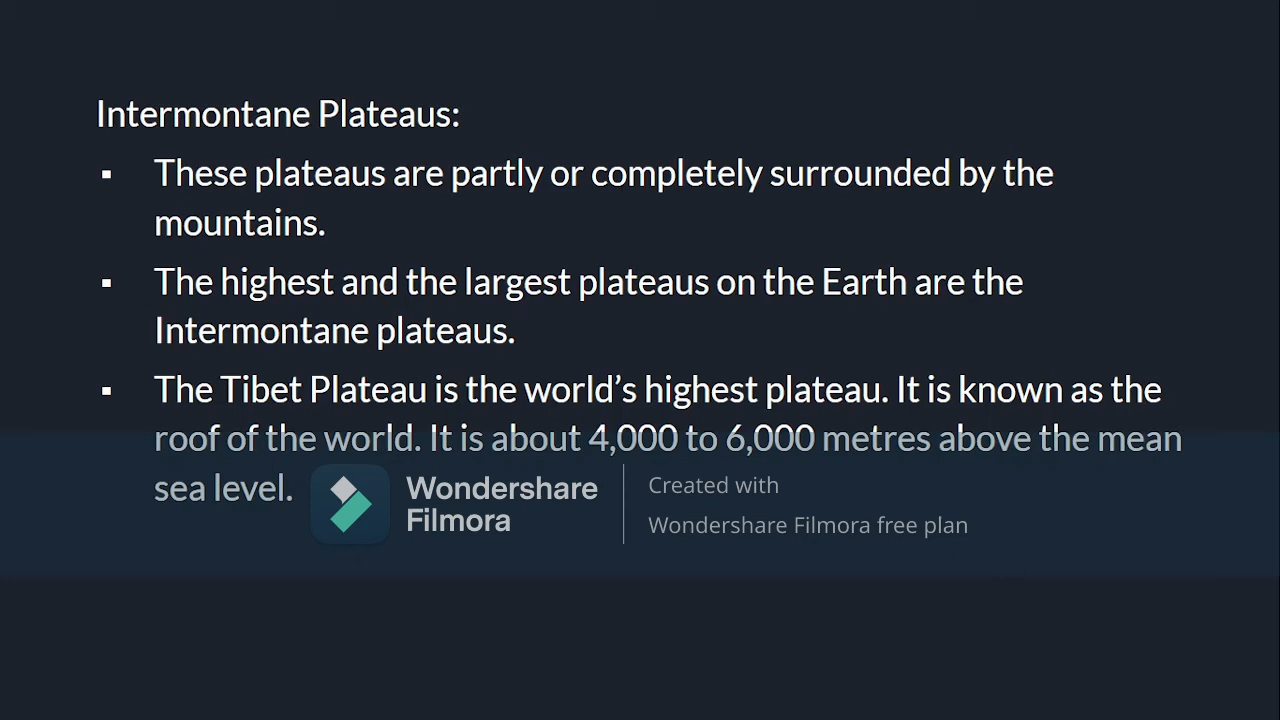 Intermontane Plateaus:
▪ These plateaus are partly or completely surrounded by the
mountains.
▪ The highest and the largest plateaus on the Earth are the
Intermontane plateaus.
▪ The Tibet Plateau is the world’s highest plateau. It is known as the
roof of the world. It is about 4,000 to 6,000 metres above the mean
sea level.
Wondershare
Filmora
Created with
Wondershare Filmora free plan